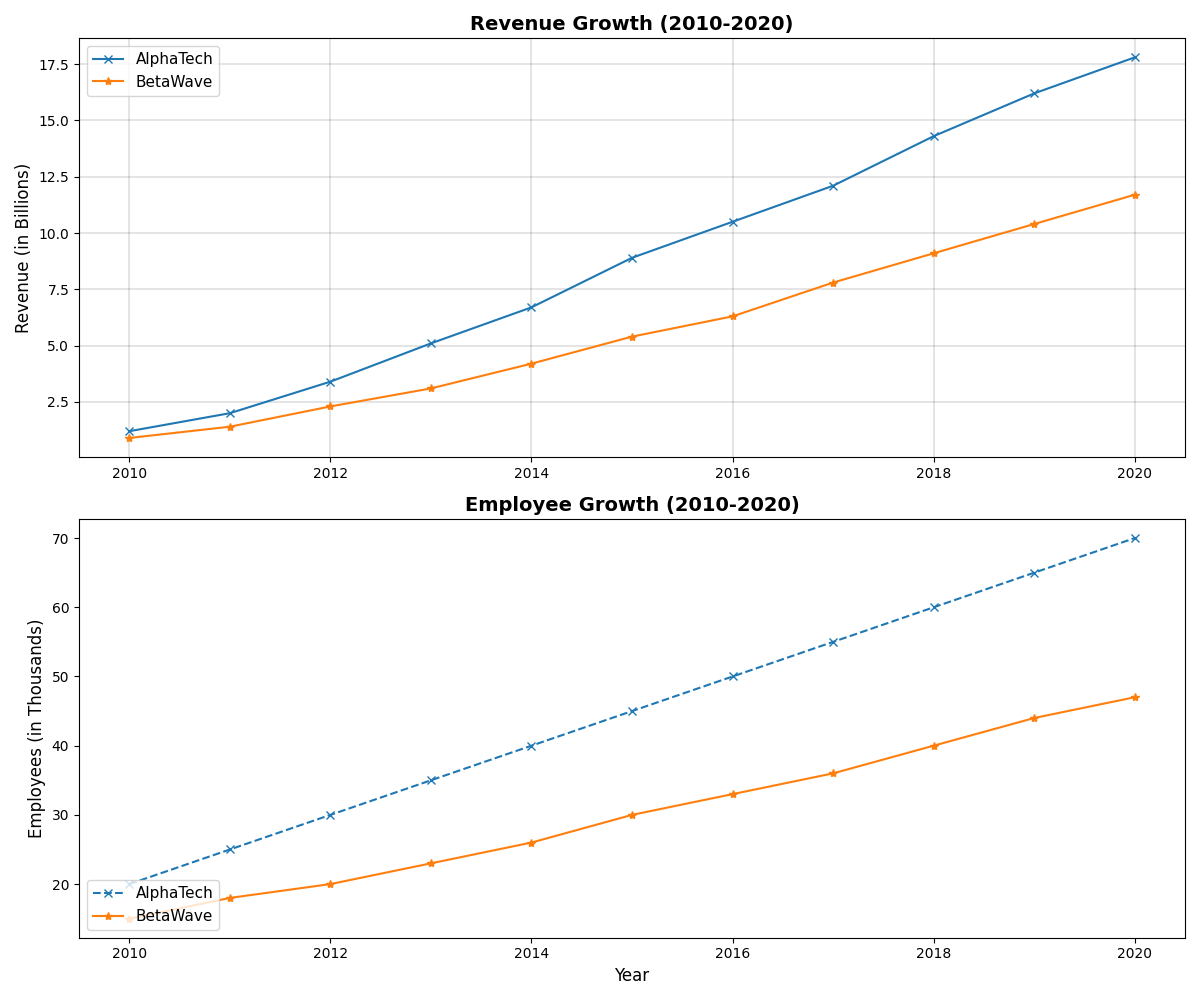 Revenue Growth (2010-2020)
AlphaTech
BetaWave
17.5
15.0
12.5
10.0
7.5
5.0
2.5
Revenue (in Billions)
2010 2012 2014 2016 2018 2020
Employee Growth (2010-2020)
70
60
50
40
30
20
Employees (in Thousands)
AlphaTech
BetaWave
2010 2012 2014 2016 2018 2020
Year